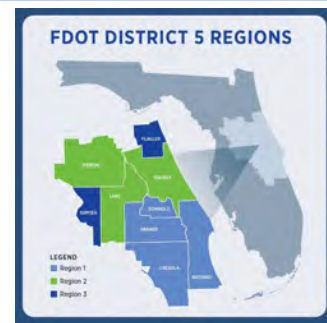 FDOT DISTRICT 5 REGIONS
FLAGLER
MARION
VOLUSIA
LAKE
SUMTER
SEMINOLE
ORANGE
OSCEOLA
BREVARD
LEGEND
Region 1
Region 2
Region 3